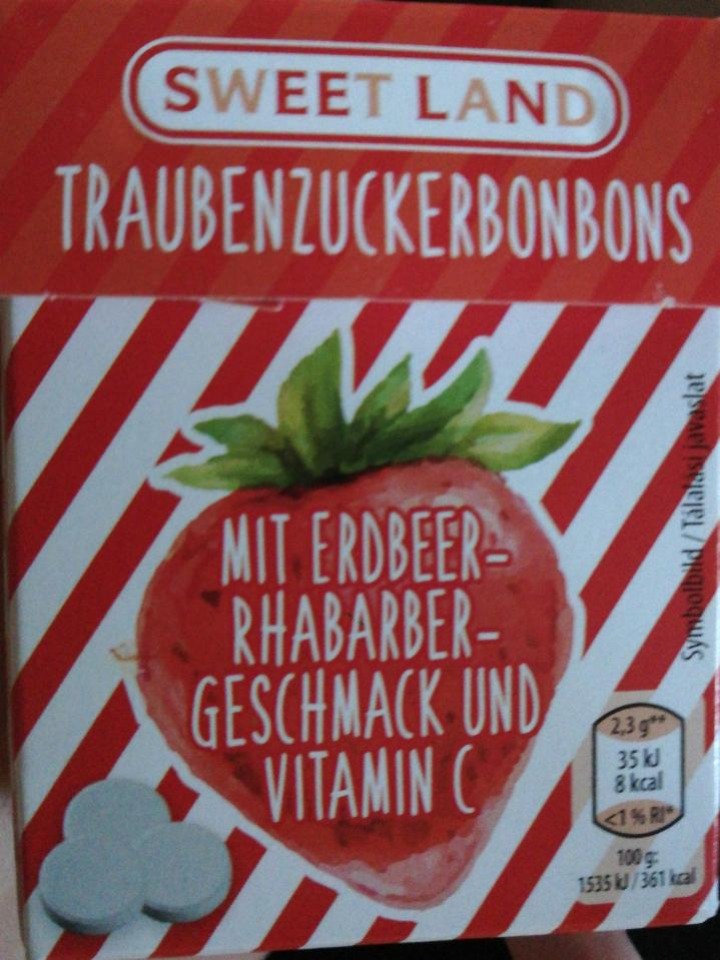 SWEET LAND
TRAUBENZUCKERBONBONS
MIT ERDBEER-
RHABARBER-
GESCHMACK UND
VITAMIN C
Symbolbild / Tálalási javaslat
2,3 g**
35 kJ
8 kcal
<1 % RI*
100 g:
1535 kJ / 361 kcal